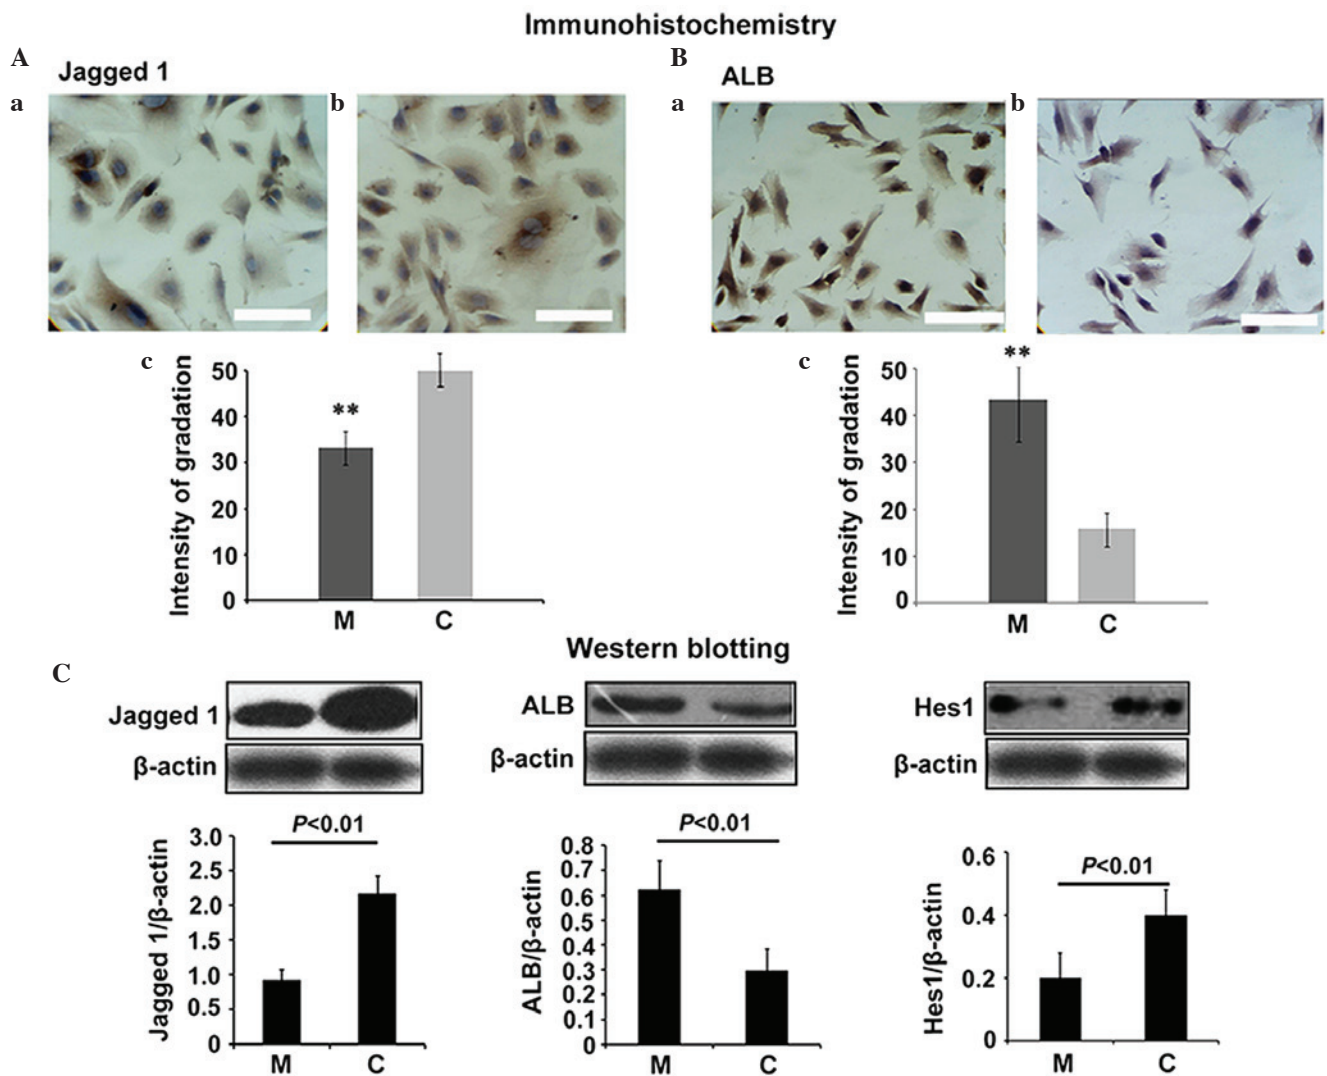 Immunohistochemistry
A
B
Jagged 1
ALB
a
b
a
b
c
Intensity of gradation
50
40
30
20
10
0
**
M
C
c
Intensity of gradation
50
40
30
20
10
0
**
M
C
Western blotting
C
Jagged 1
β-actin
ALB
β-actin
Hes1
β-actin
P<0.01
Jagged 1/β-actin
3.0
2.5
2.0
1.5
1.0
0.5
0
M
C
P<0.01
ALB/β-actin
0.8
0.7
0.6
0.5
0.4
0.3
0.2
0.1
0
M
C
P<0.01
Hes1/β-actin
0.6
0.4
0.2
0
M
C